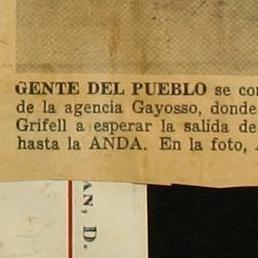 GENTE DEL PUEBLO se
de la agencia Gayosso, donde
Grifell a esperar la salida de
hasta la ANDA. En la foto,
AN, D.